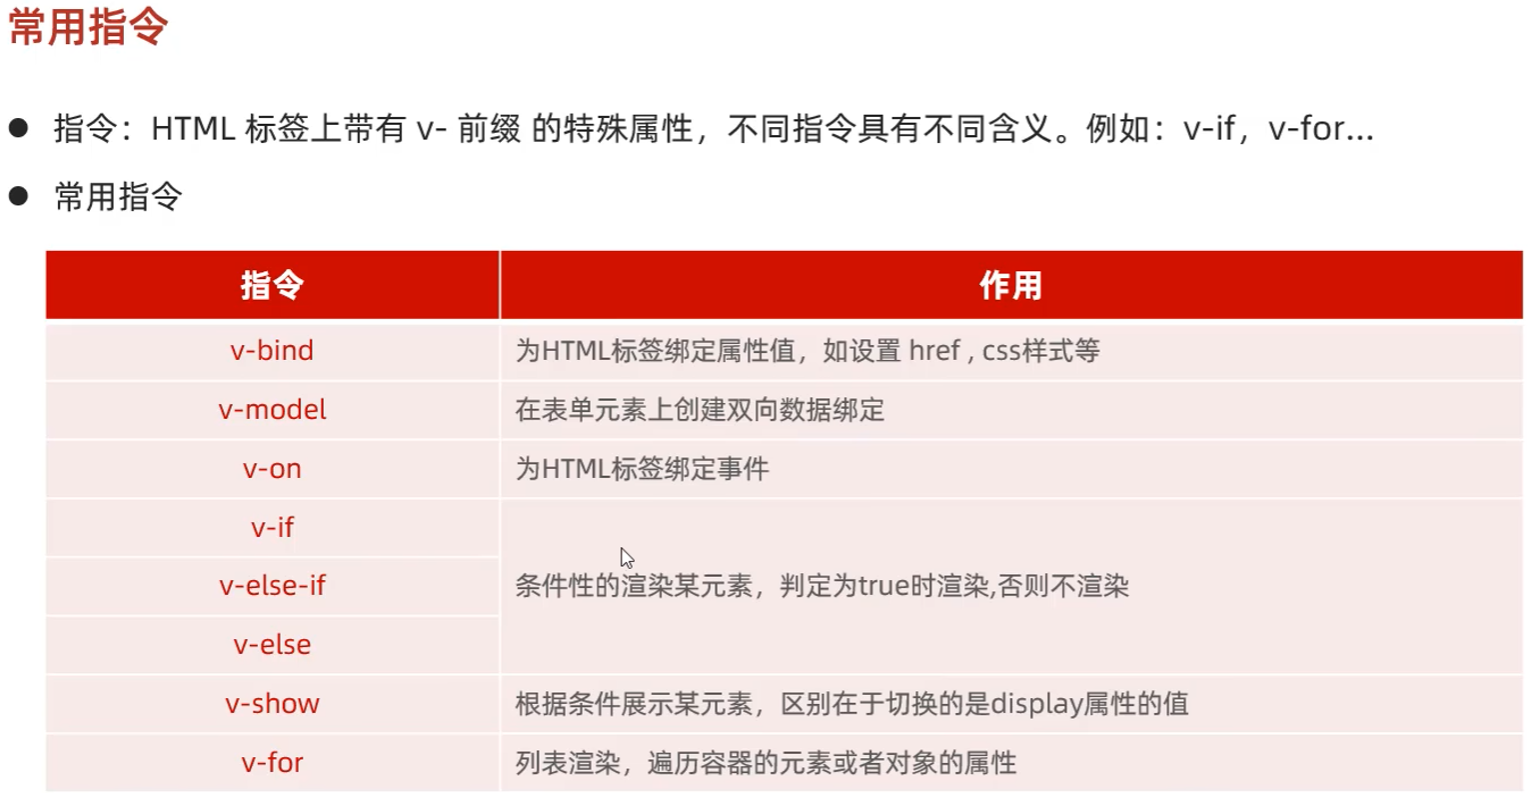 常用指令
● 指令：HTML 标签上带有 v- 前缀 的特殊属性，不同指令具有不同含义。例如：v-if，v-for...
● 常用指令
指令 作用
v-bind 为HTML标签绑定属性值，如设置 href , css样式等
v-model 在表单元素上创建双向数据绑定
v-on 为HTML标签绑定事件
v-if
v-else-if 条件性的渲染某元素，判定为true时渲染,否则不渲染
v-else
v-show 根据条件展示某元素，区别在于切换的是display属性的值
v-for 列表渲染，遍历容器的元素或者对象的属性